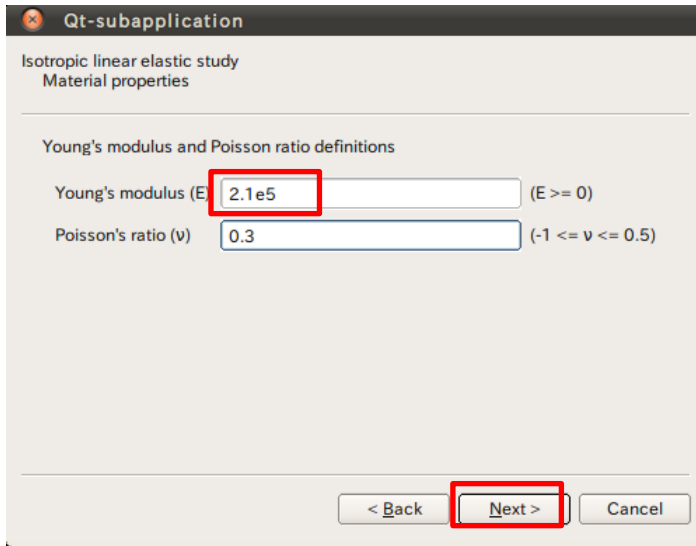 Qt-subapplication
Isotropic linear elastic study
Material properties
Young's modulus and Poisson ratio definitions
Young's modulus (E) 2.1e5 (E >= 0)
Poisson's ratio (ν) 0.3 (-1 <= ν <= 0.5)
< Back Next > Cancel